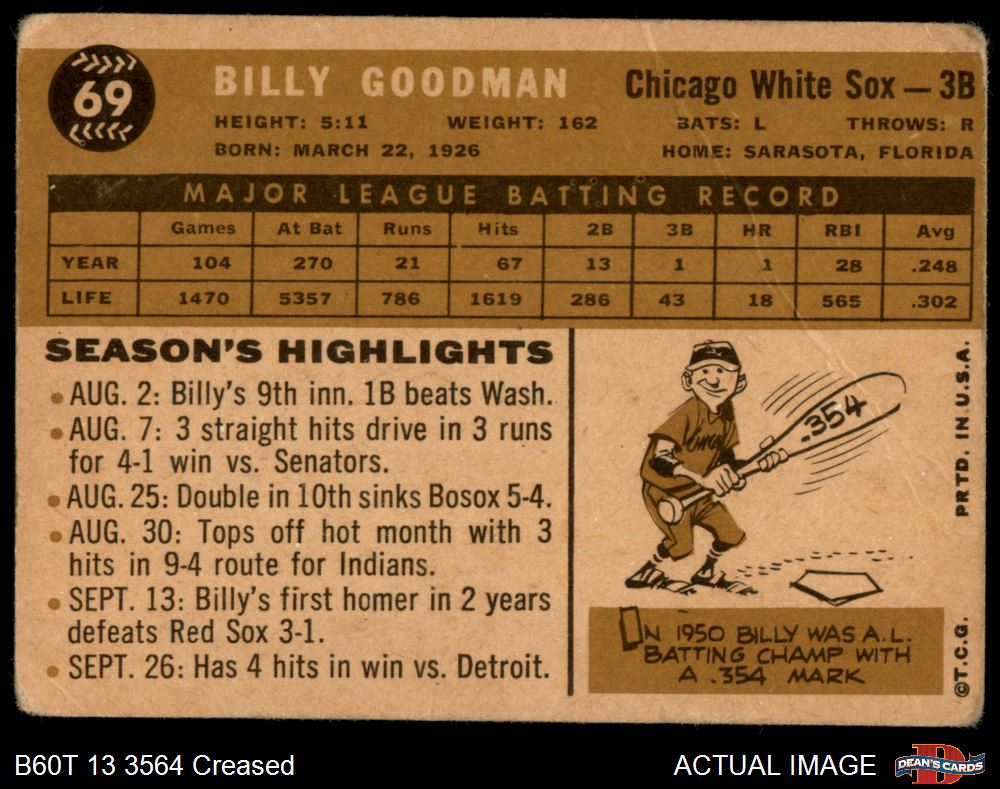 69
BILLY GOODMAN
Chicago White Sox — 3B
HEIGHT: 5:11 WEIGHT: 162 BATS: L THROWS: R
BORN: MARCH 22, 1926 HOME: SARASOTA, FLORIDA
MAJOR LEAGUE BATTING RECORD
Games At Bat Runs Hits 2B 3B HR RBI Avg
YEAR 104 270 21 67 13 1 1 28 .248
LIFE 1470 5357 786 1619 286 43 18 565 .302
SEASON'S HIGHLIGHTS
• AUG. 2: Billy's 9th inn. 1B beats Wash.
• AUG. 7: 3 straight hits drive in 3 runs
for 4-1 win vs. Senators.
• AUG. 25: Double in 10th sinks Bosox 5-4.
• AUG. 30: Tops off hot month with 3
hits in 9-4 route for Indians.
• SEPT. 13: Billy's first homer in 2 years
defeats Red Sox 3-1.
• SEPT. 26: Has 4 hits in win vs. Detroit.
.354
IN 1950 BILLY WAS A.L.
BATTING CHAMP WITH
A .354 MARK
PRTD. IN U.S.A.
©T.C.G.
B60T 13 3564 Creased
ACTUAL IMAGE
D
DEAN'S CARDS